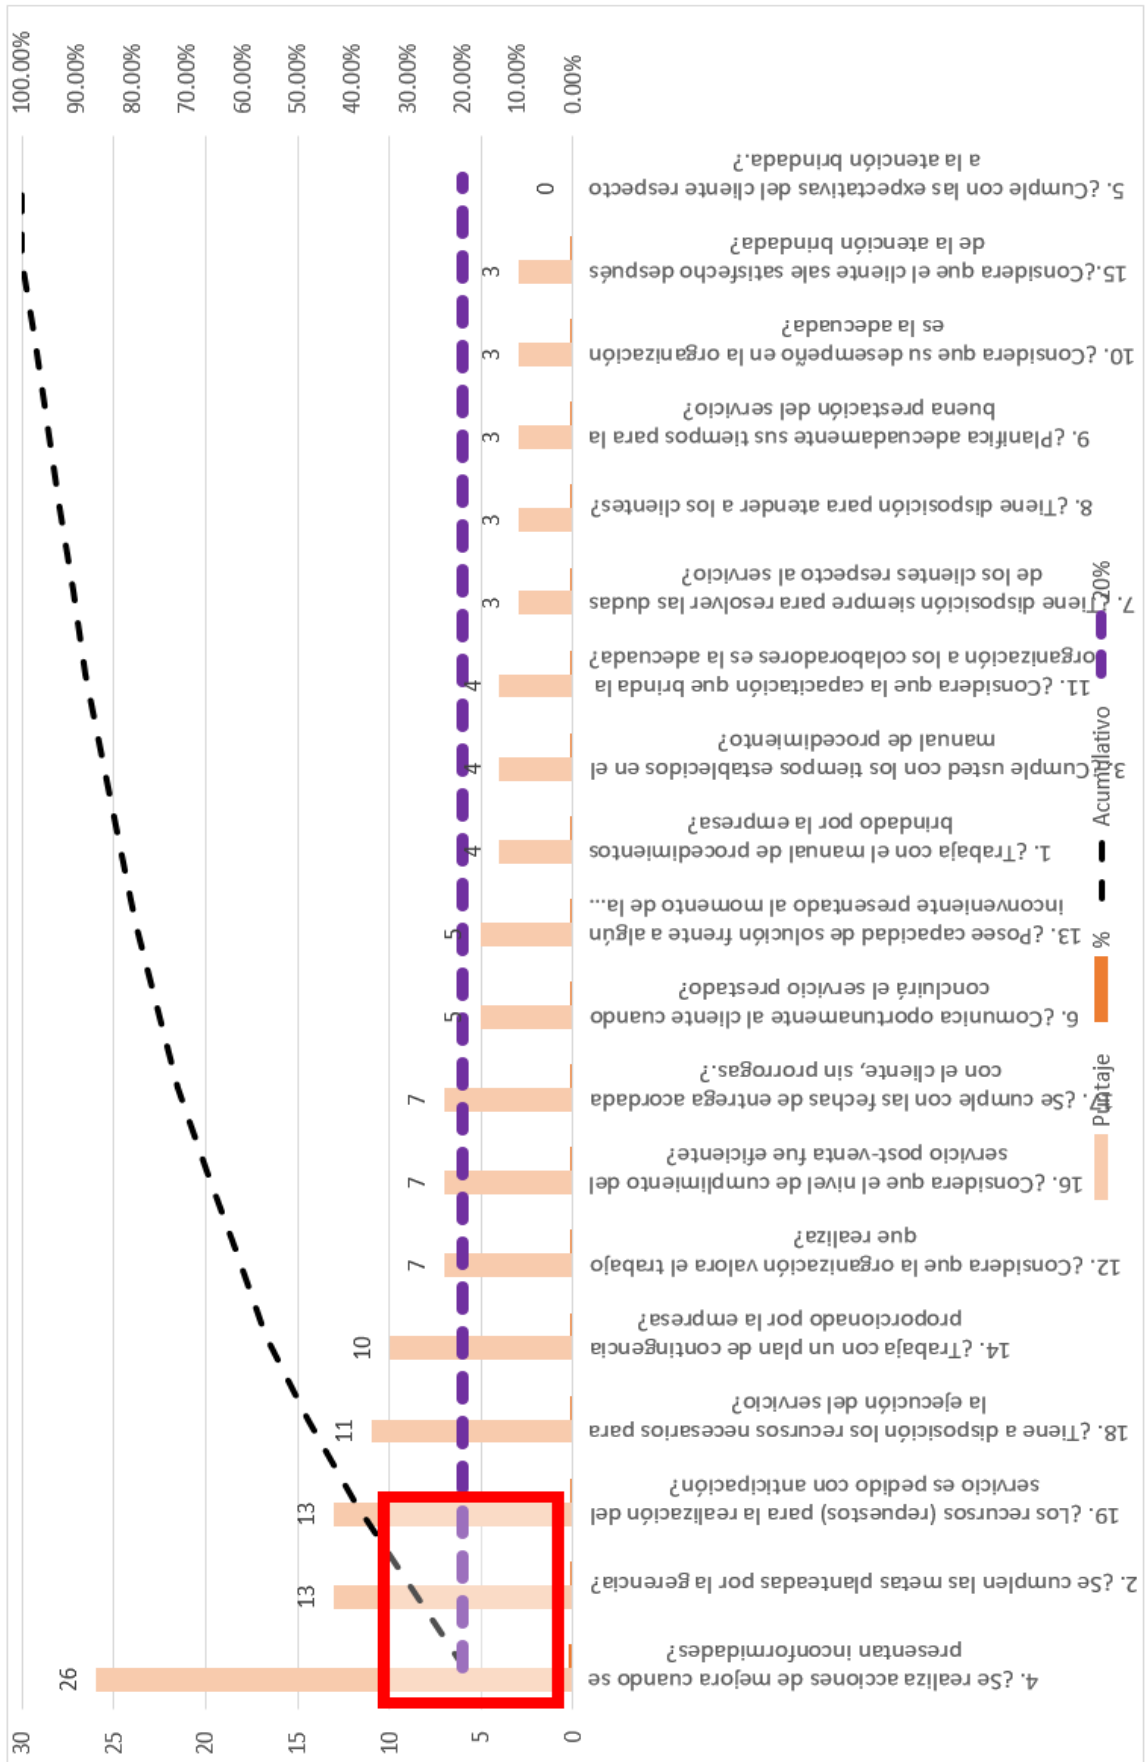 100.00%
90.00%
80.00%
70.00%
60.00%
50.00%
40.00%
30.00%
20.00%
10.00%
0.00%
30
25
20
15
10
5
0
26
13
13
11
10
7
7
7
5
5
4
4
4
3
3
3
3
3
0
4. ¿Se realiza acciones de mejora cuando se
presentan inconformidades?
2. ¿Se cumplen las metas planteadas por la gerencia?
19. ¿Los recursos (repuestos) para la realización del
servicio es pedido con anticipación?
18. ¿Tiene a disposición los recursos necesarios para
la ejecución del servicio?
14. ¿Trabaja con un plan de contingencia
proporcionado por la empresa?
12. ¿Considera que la organización valora el trabajo
que realiza?
16. ¿Considera que el nivel de cumplimiento del
servicio post-venta fue eficiente?
17. ¿Se cumple con las fechas de entrega acordada
con el cliente, sin prorrogas.?
6. ¿Comunica oportunamente al cliente cuando
concluirá el servicio prestado?
13. ¿Posee capacidad de solución frente a algún
inconveniente presentado al momento de la...
1. ¿Trabaja con el manual de procedimientos
brindado por la empresa?
3. ¿Cumple usted con los tiempos establecidos en el
manual de procedimiento?
11. ¿Considera que la capacitación que brinda la
organización a los colaboradores es la adecuada?
7. ¿Tiene disposición siempre para resolver las dudas
de los clientes respecto al servicio?
8. ¿Tiene disposición para atender a los clientes?
9. ¿Planifica adecuadamente sus tiempos para la
buena prestación del servicio?
10. ¿Considera que su desempeño en la organización
es la adecuada?
15.¿Considera que el cliente sale satisfecho después
de la atención brindada?
5. ¿Cumple con las expectativas del cliente respecto
a la atención brindada.?
Puntaje
%
Acumulativo
20%